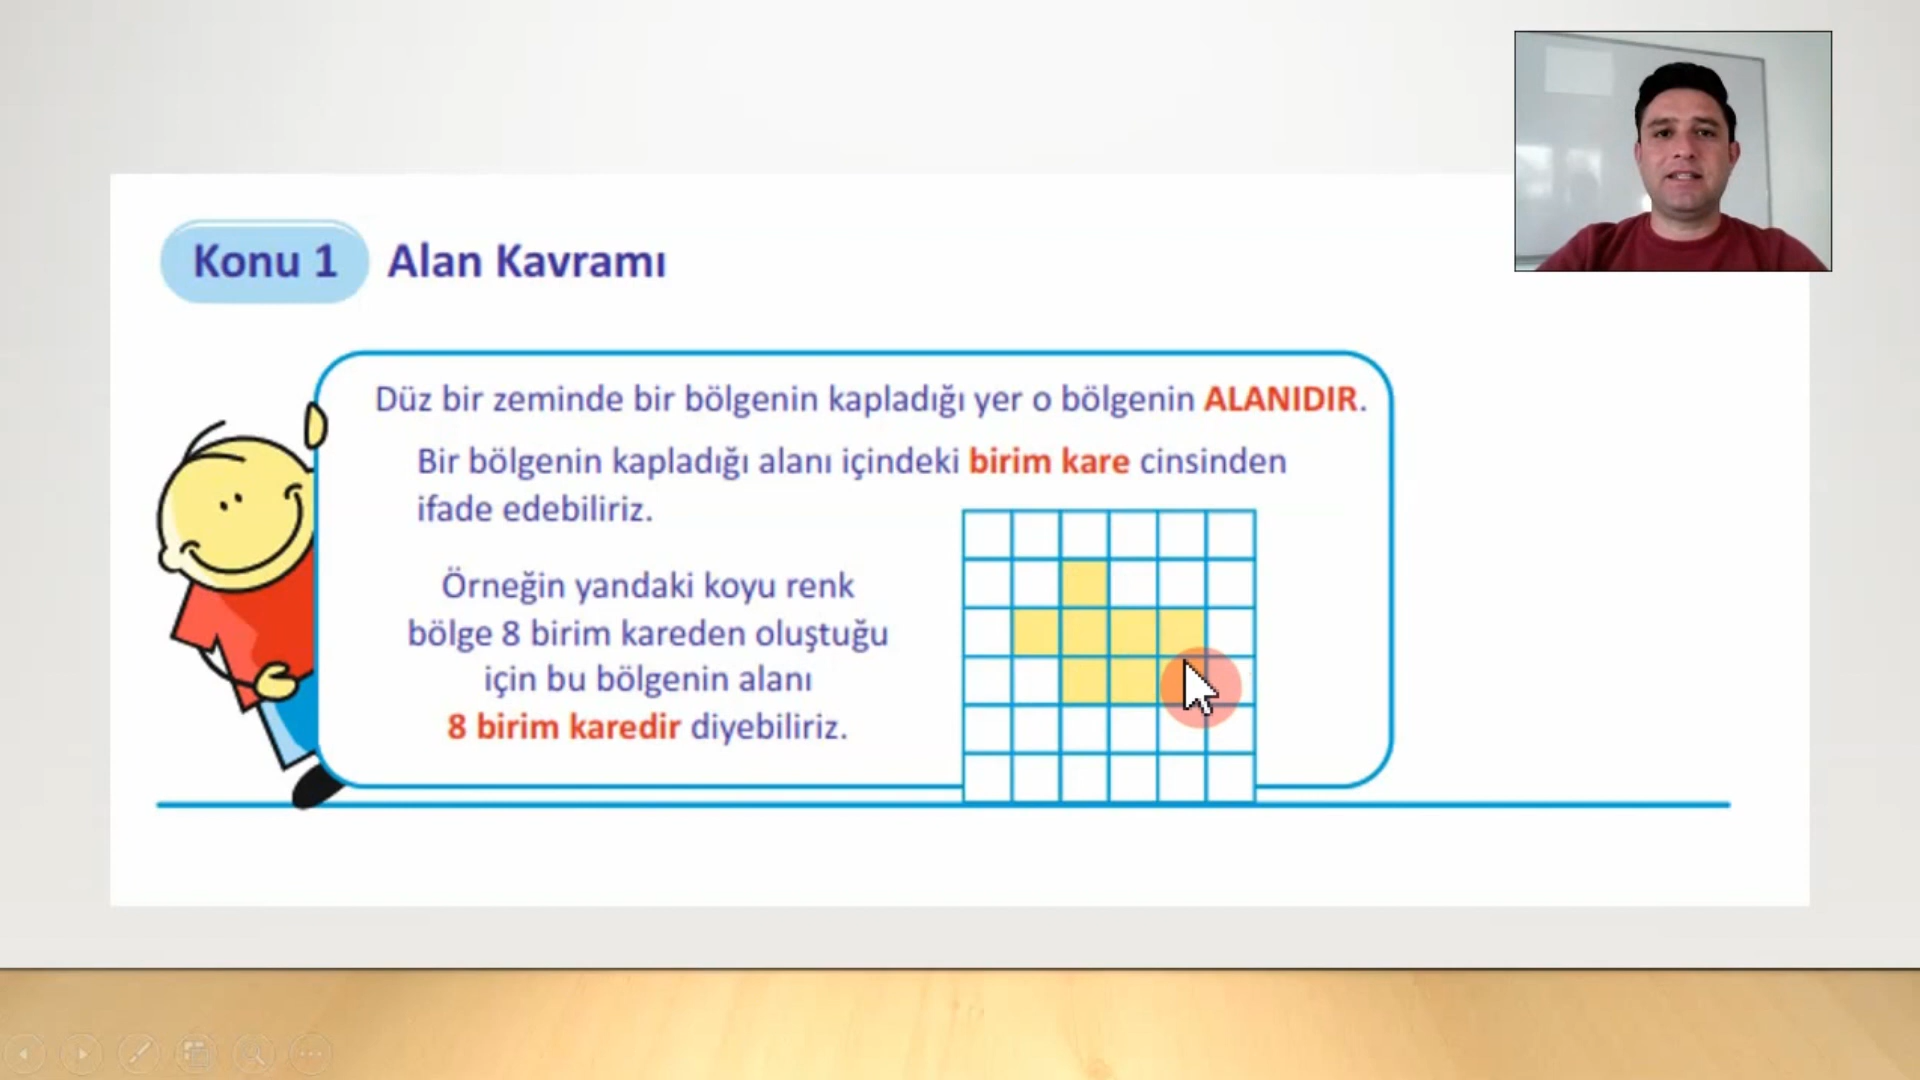 Konu 1 Alan Kavramı
Düz bir zeminde bir bölgenin kapladığı yer o bölgenin ALANIDIR.
Bir bölgenin kapladığı alanı içindeki birim kare cinsinden
ifade edebiliriz.
Örneğin yandaki koyu renk
bölge 8 birim kareden oluştuğu
için bu bölgenin alanı
8 birim karedir diyebiliriz.